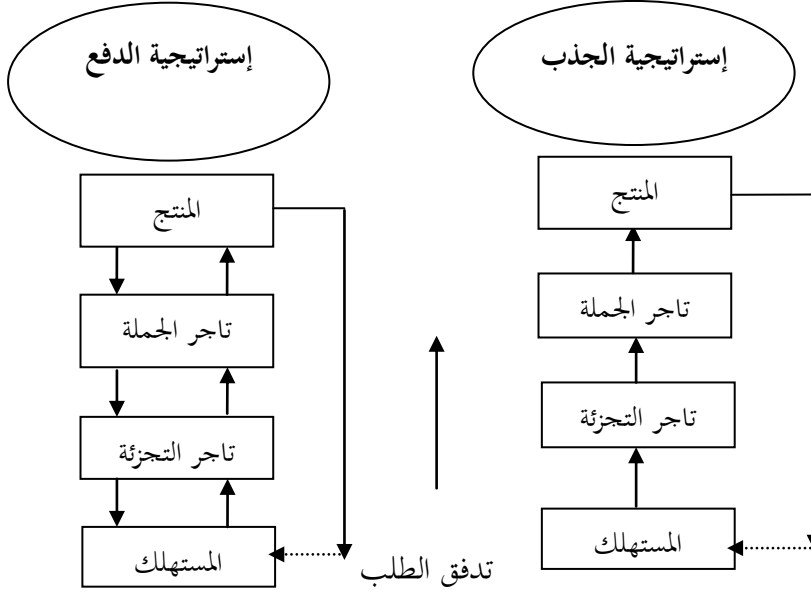 إستراتيجية الجذب
المنتج
تاجر الجملة
تاجر التجزئة
المستهلك
تدفق الطلب
إستراتيجية الدفع
المنتج
تاجر الجملة
تاجر التجزئة
المستهلك